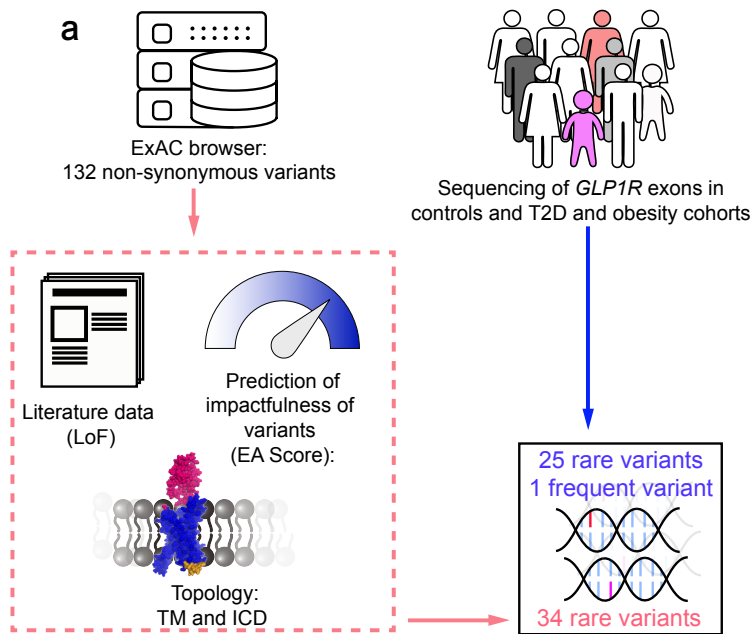 a
ExAC browser:
132 non-synonymous variants
Sequencing of GLP1R exons in
controls and T2D and obesity cohorts
Literature data
(LoF)
Prediction of
impactfulness of
variants
(EA Score):
Topology:
TM and ICD
25 rare variants
1 frequent variant
34 rare variants